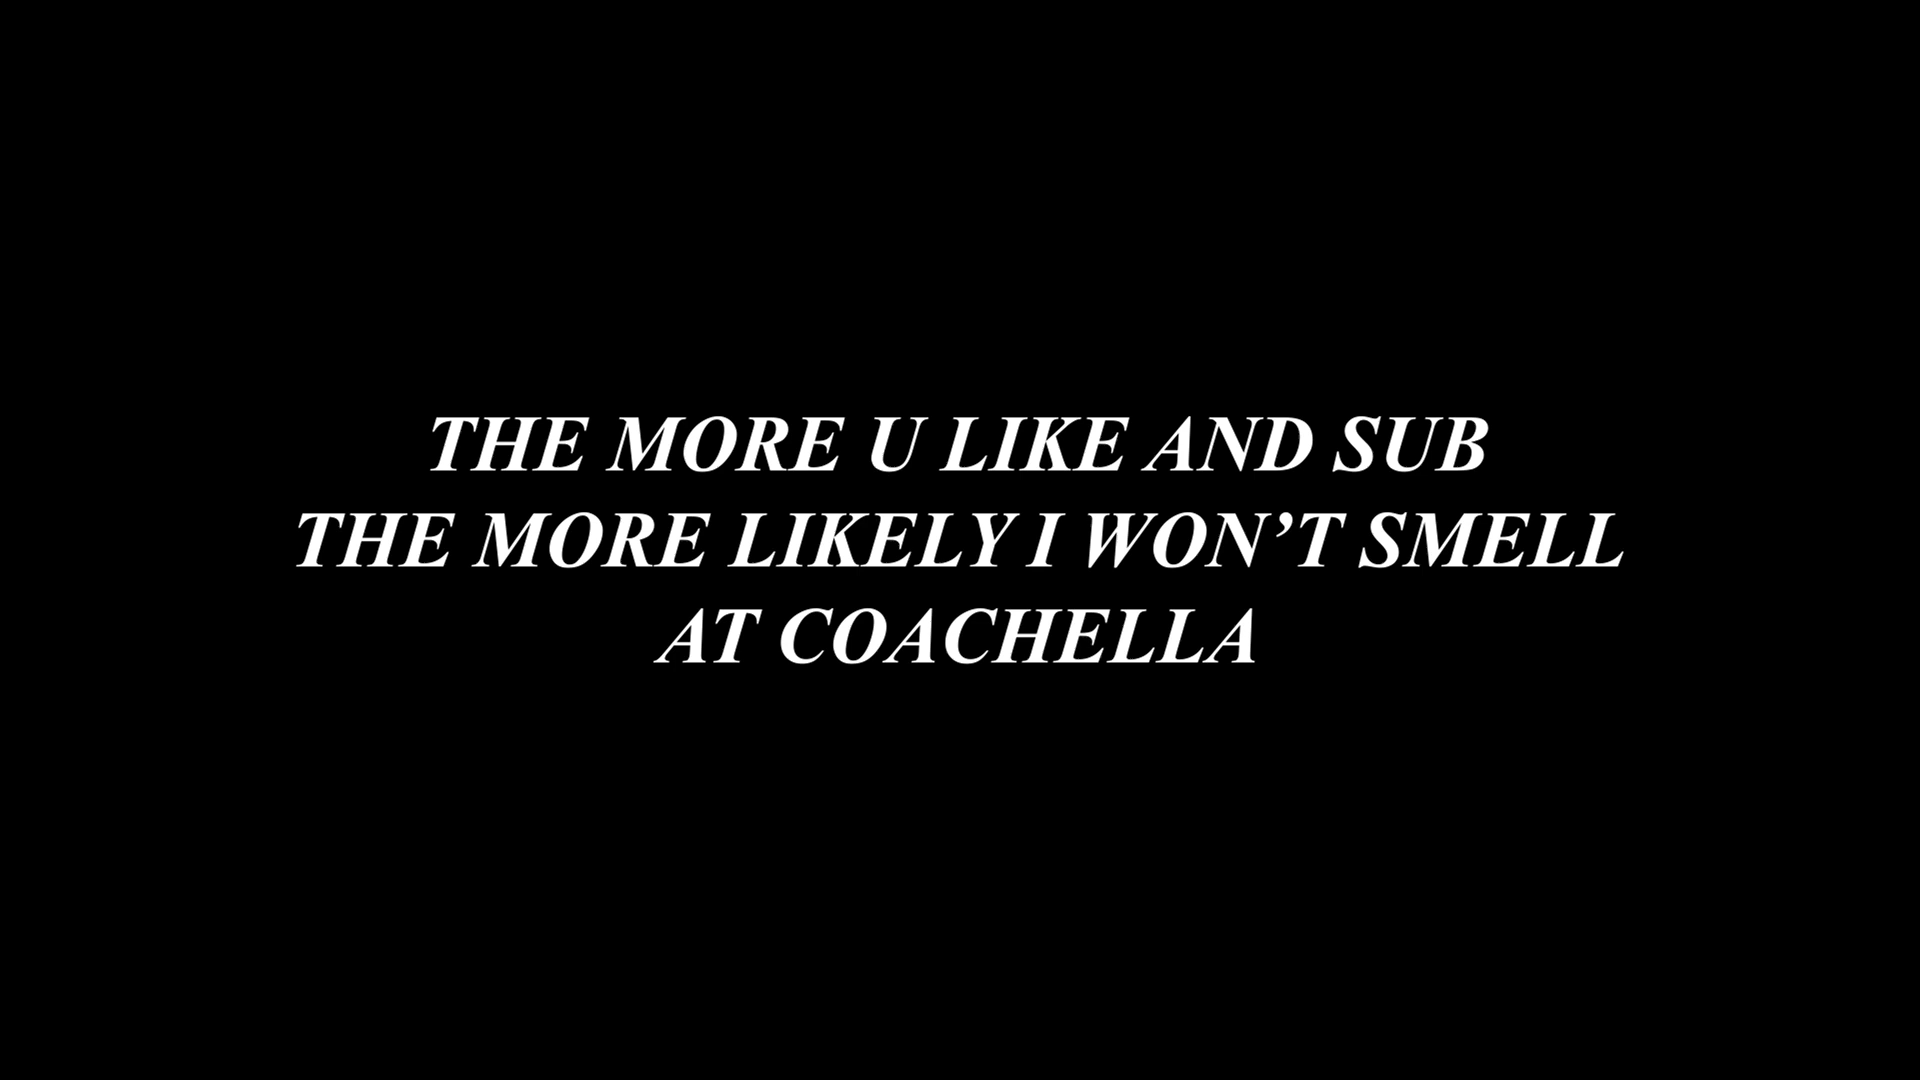 THE MORE U LIKE AND SUB
THE MORE LIKELY I WON’T SMELL
AT COACHELLA